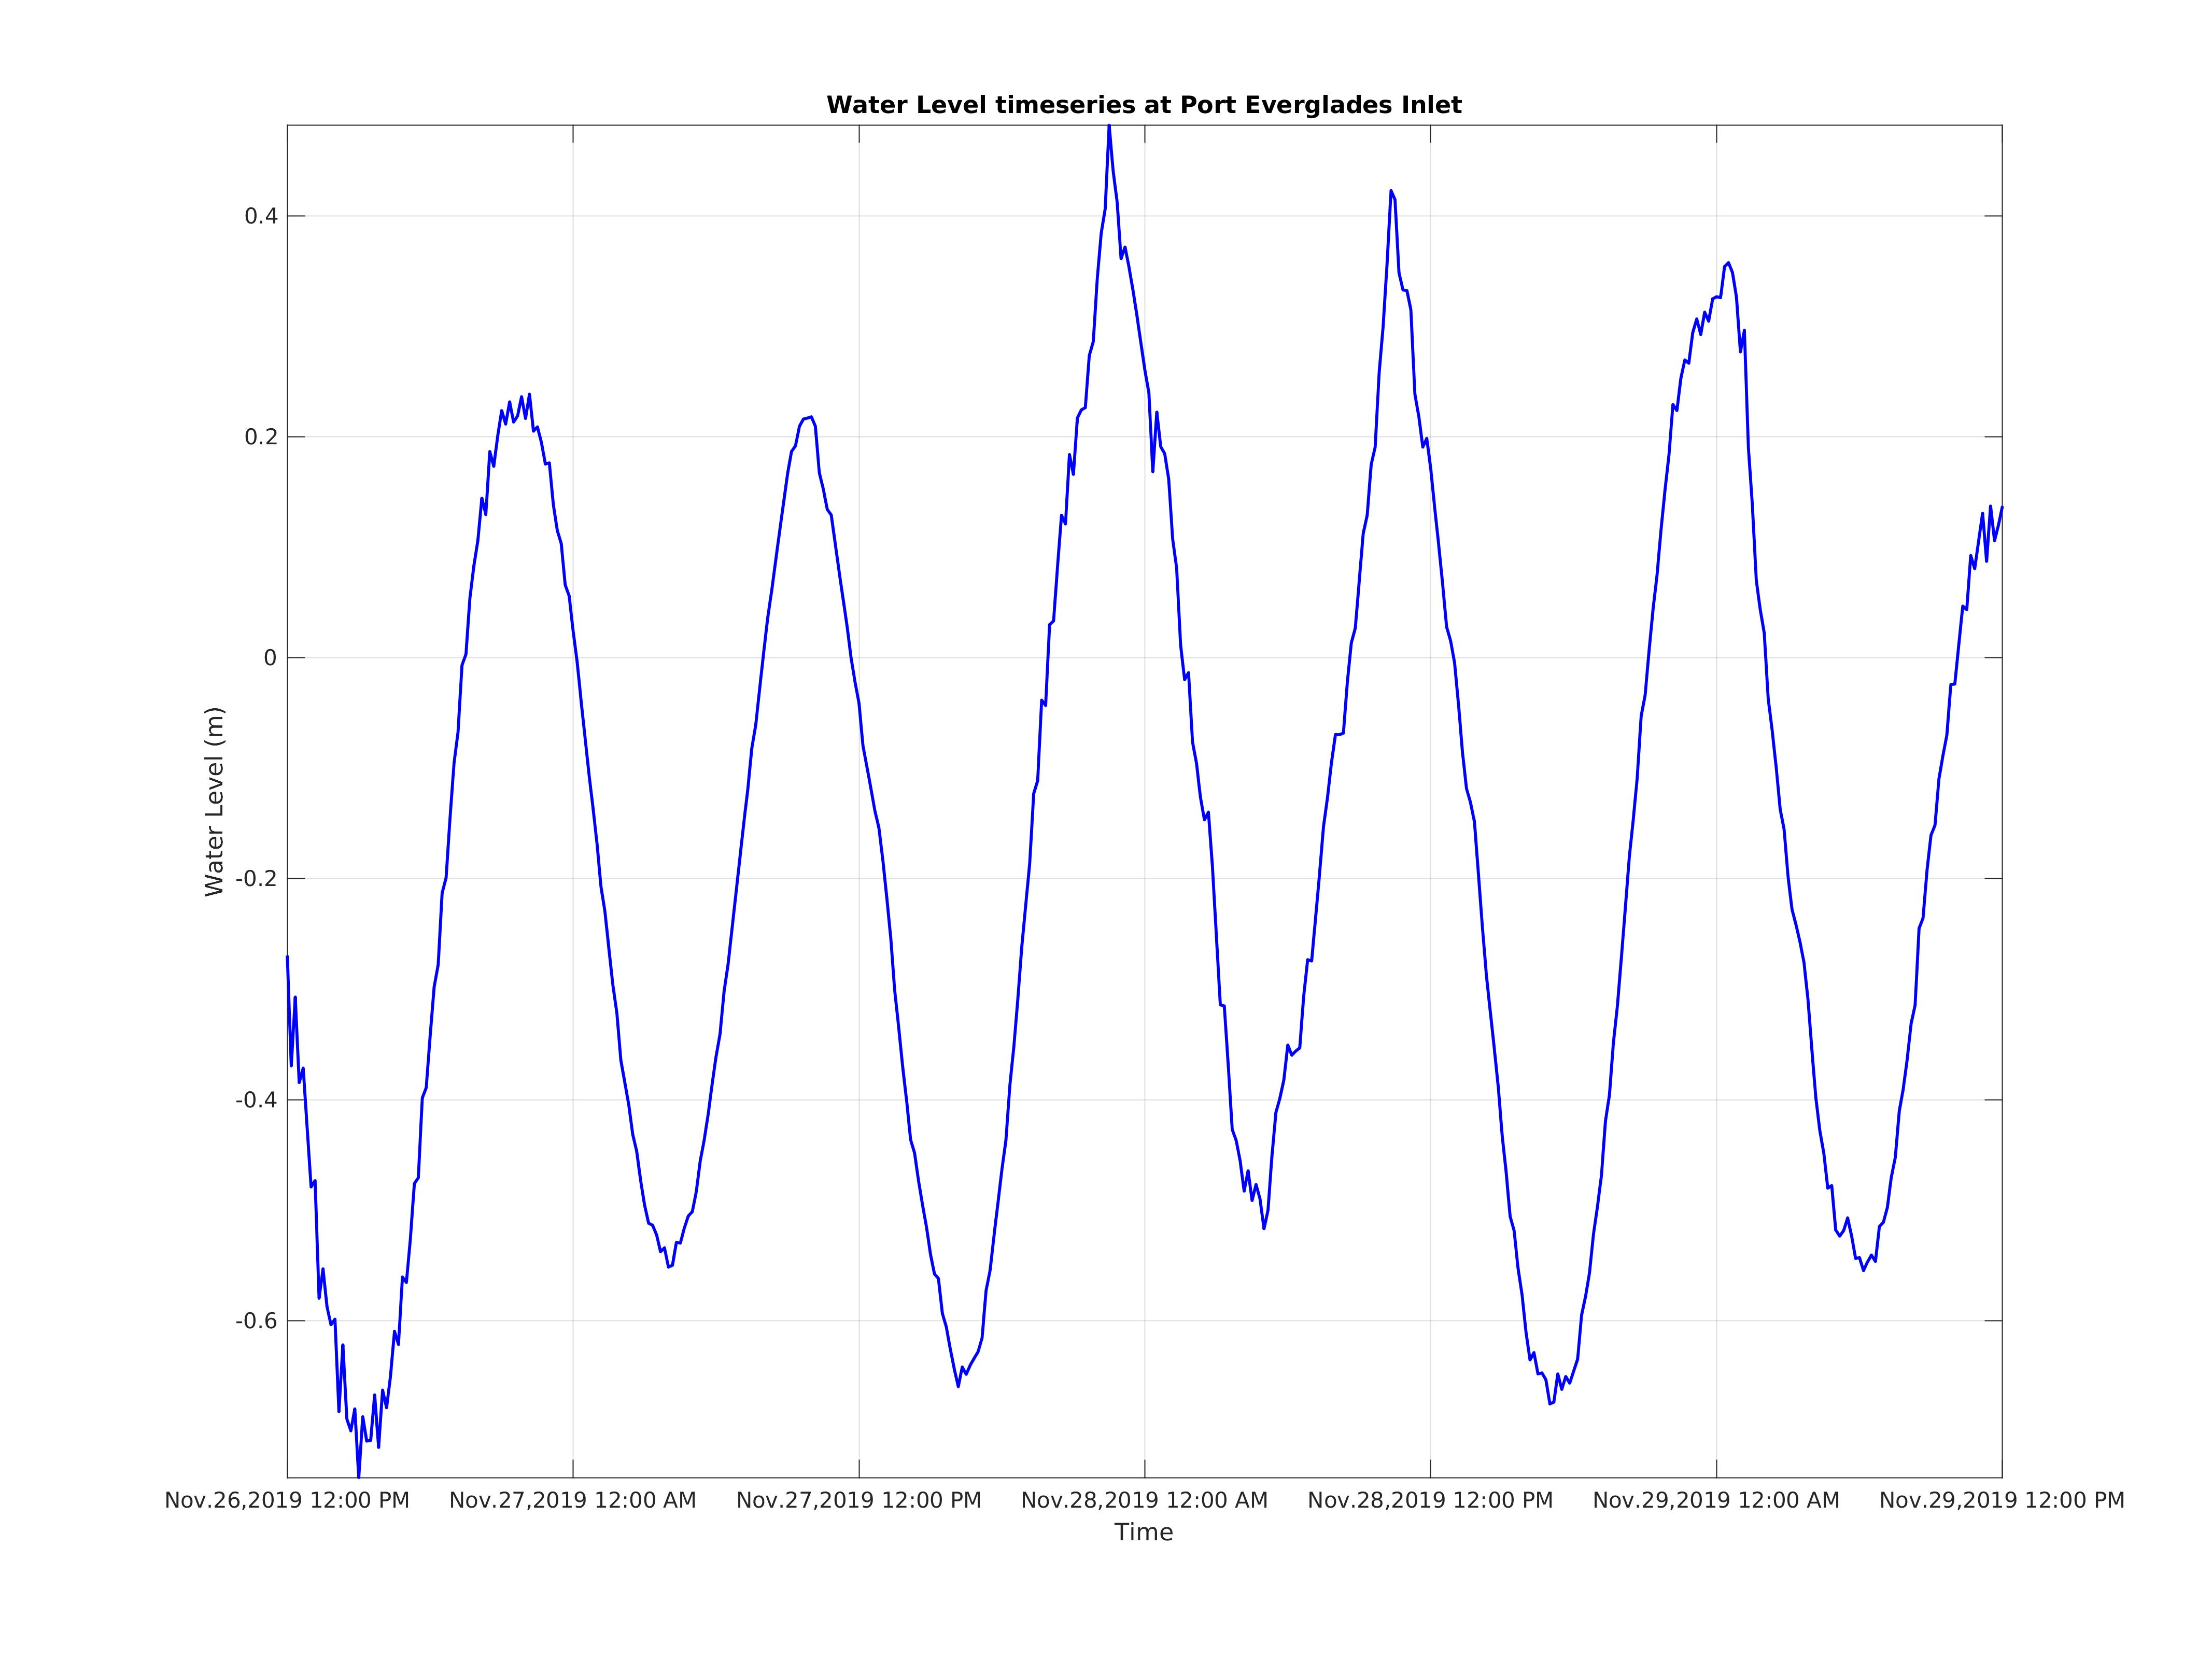 Water Level timeseries at Port Everglades Inlet
0.4
0.2
0
-0.2
-0.4
-0.6
Water Level (m)
Nov.26,2019 12:00 PM Nov.27,2019 12:00 AM Nov.27,2019 12:00 PM Nov.28,2019 12:00 AM Nov.28,2019 12:00 PM Nov.29,2019 12:00 AM Nov.29,2019 12:00 PM
Time